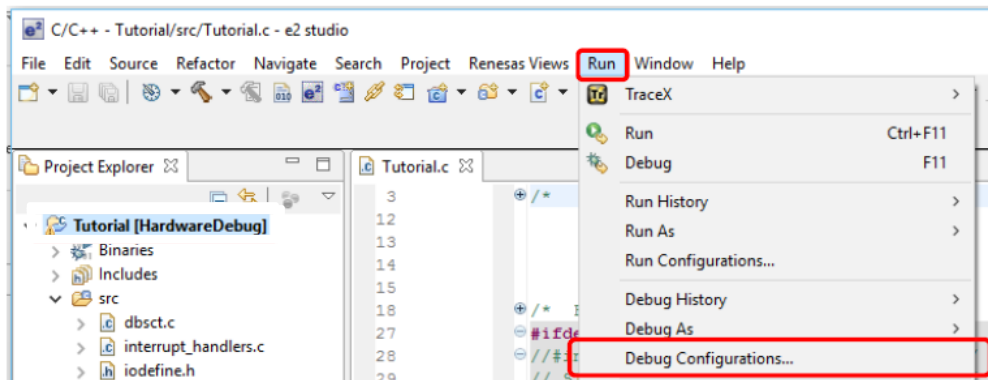 C/C++ - Tutorial/src/Tutorial.c - e2 studio
File Edit Source Refactor Navigate Search Project Renesas Views Run Window Help
TraceX
Run Ctrl+F11
Debug F11
Run History
Run As
Run Configurations...
Debug History
Debug As
Debug Configurations...
Project Explorer
Tutorial [HardwareDebug]
Binaries
Includes
src
dbsct.c
interrupt_handlers.c
iodefine.h
Tutorial.c
3 /*
12
13
14
15
18 /*
27 #ifde
28 //#in
29 //